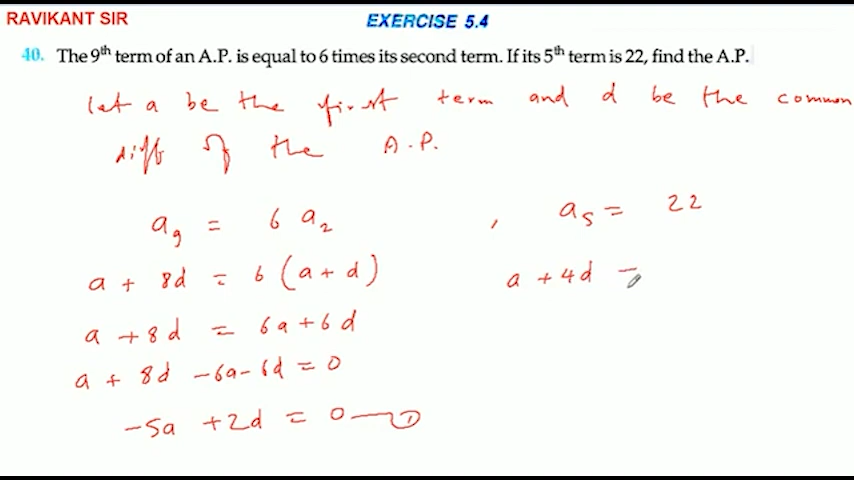 RAVIKANT SIR
EXERCISE 5.4
40. The 9th term of an A.P. is equal to 6 times its second term. If its 5th term is 22, find the A.P.
let a be the first term and d be the common
diff of the A.P.
a₉ = 6 a₂ , a₅ = 22
a + 8d = 6 (a + d) a + 4d =
a + 8d = 6a + 6d
a + 8d - 6a - 6d = 0
-5a + 2d = 0 — ①